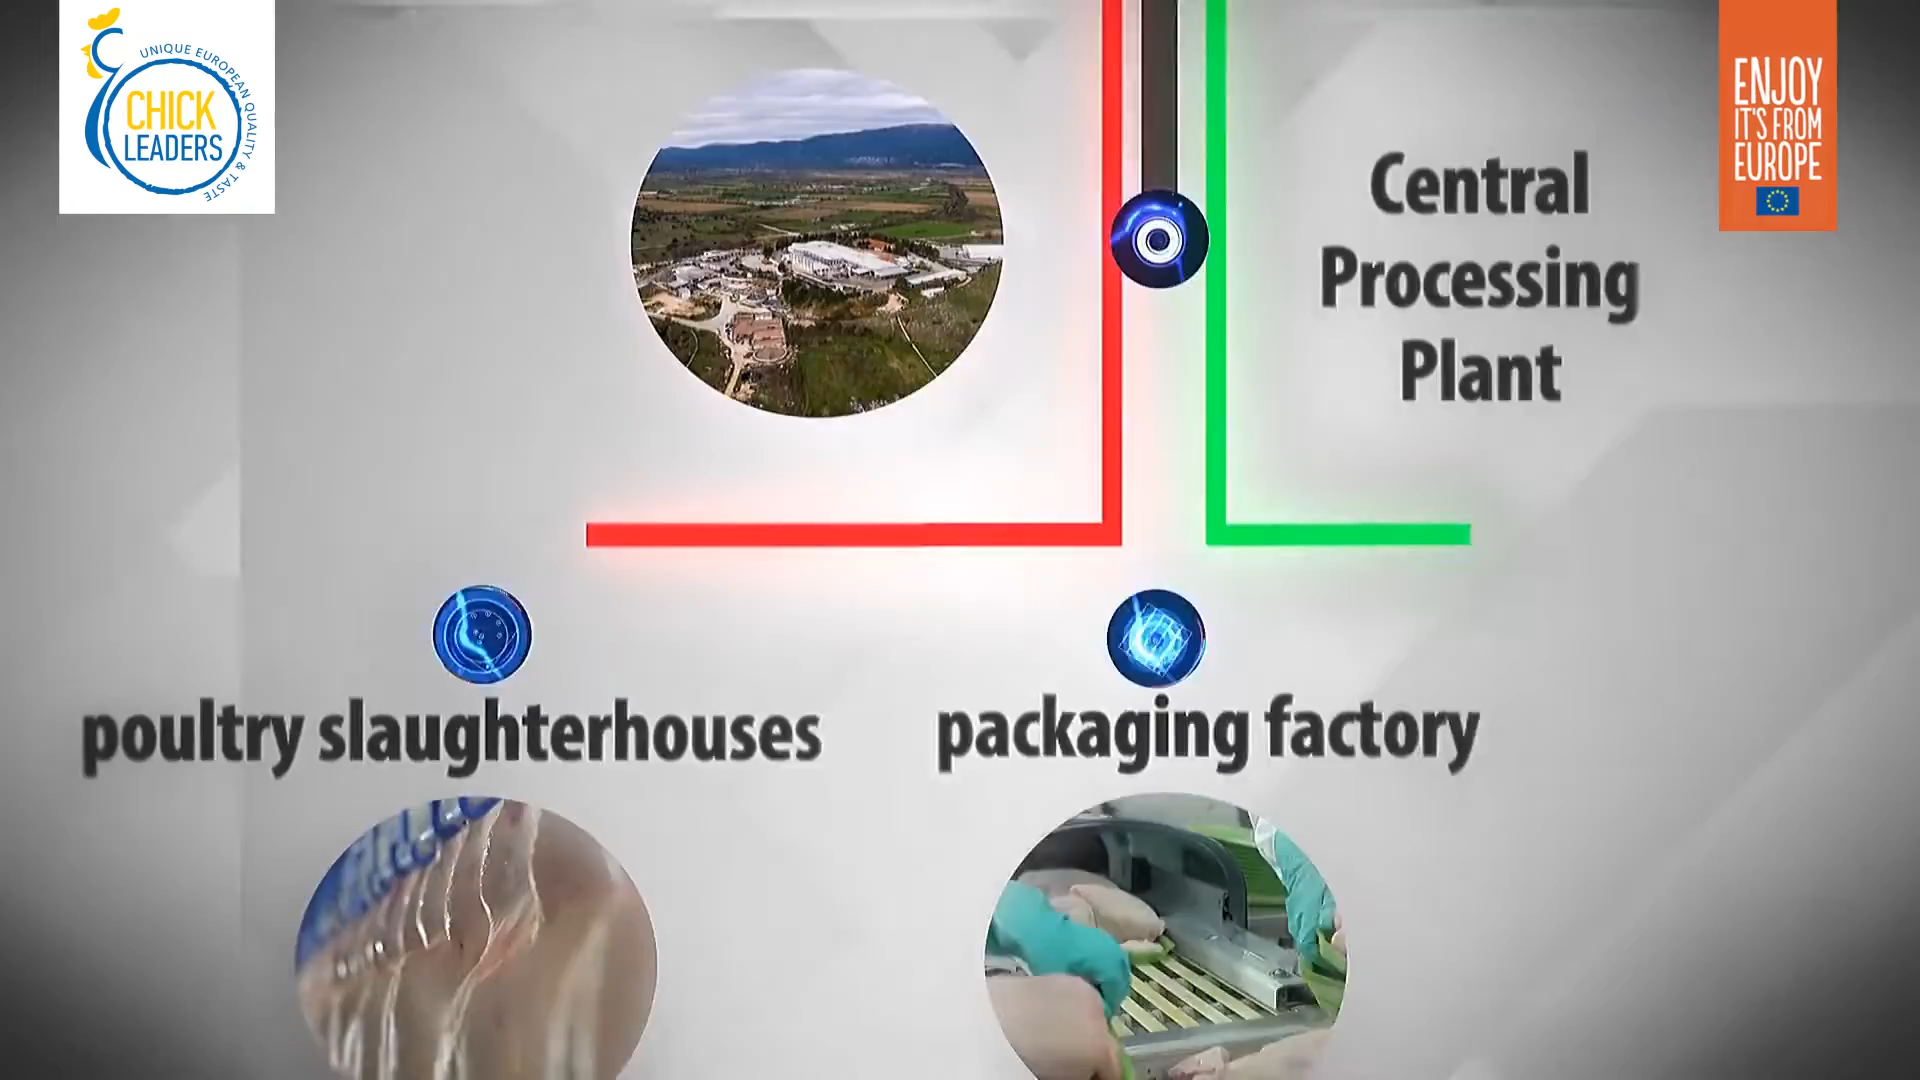 UNIQUE EUROPEAN QUALITY & TASTE
CHICK
LEADERS
ENJOY
IT'S FROM
EUROPE
Central
Processing
Plant
poultry slaughterhouses
packaging factory